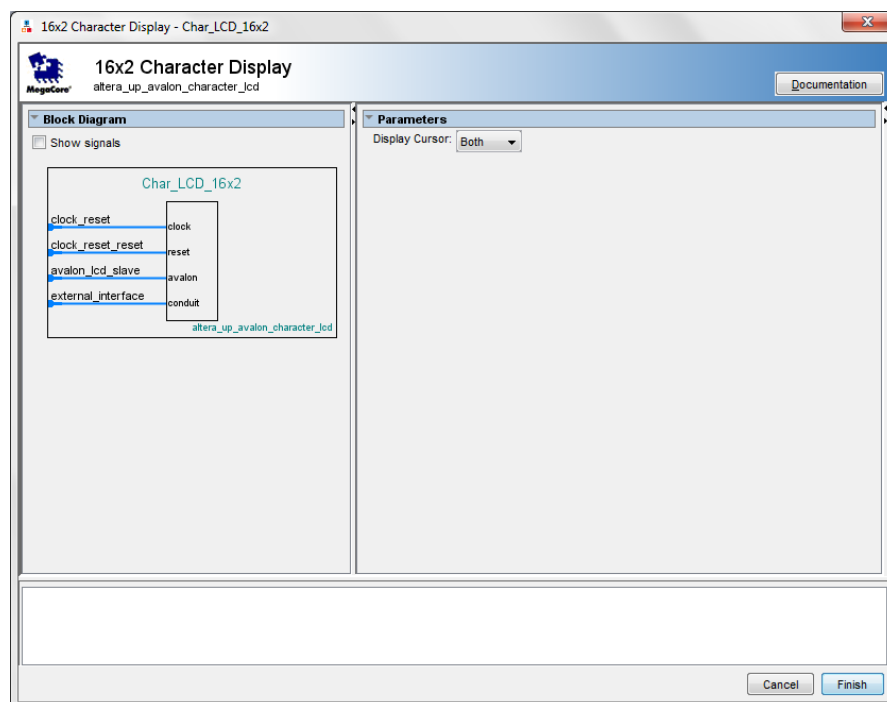 16x2 Character Display - Char_LCD_16x2
16x2 Character Display
altera_up_avalon_character_lcd
MegaCore®
Documentation
Block Diagram
Show signals
Char_LCD_16x2
clock_reset
clock
clock_reset_reset
reset
avalon_lcd_slave
avalon
external_interface
conduit
altera_up_avalon_character_lcd
Parameters
Display Cursor: Both
Cancel
Finish